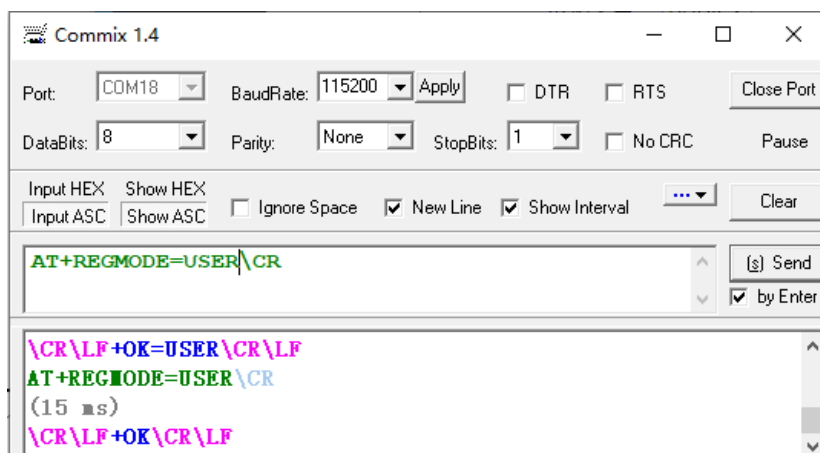 Commix 1.4
Port: COM18 BaudRate: 115200 Apply DTR RTS Close Port
DataBits: 8 Parity: None StopBits: 1 No CRC Pause
Input HEX Show HEX
Input ASC Show ASC Ignore Space New Line Show Interval ... Clear
AT+REGMODE=USER\CR (s) Send
by Enter
\CR\LF+OK=USER\CR\LF
AT+REGMODE=USER\CR
(15 ms)
\CR\LF+OK\CR\LF